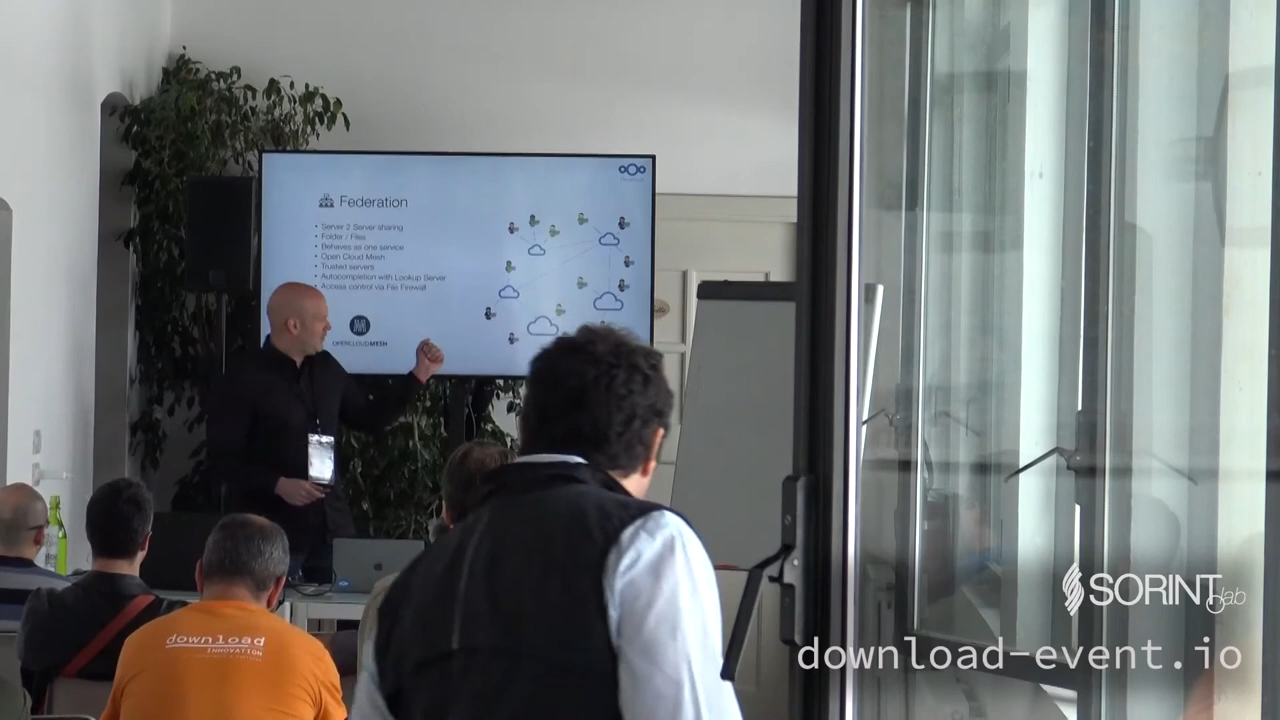 Federation
• Server 2 Server sharing
• Folder / Files
• Behaves as one service
• Open Cloud Mesh
• Trusted servers
• Autocompletion with Lookup Server
• Access control via File Firewall
OPENCLOUDMESH
download
INNOVATION
SORINTlab
download-event.io